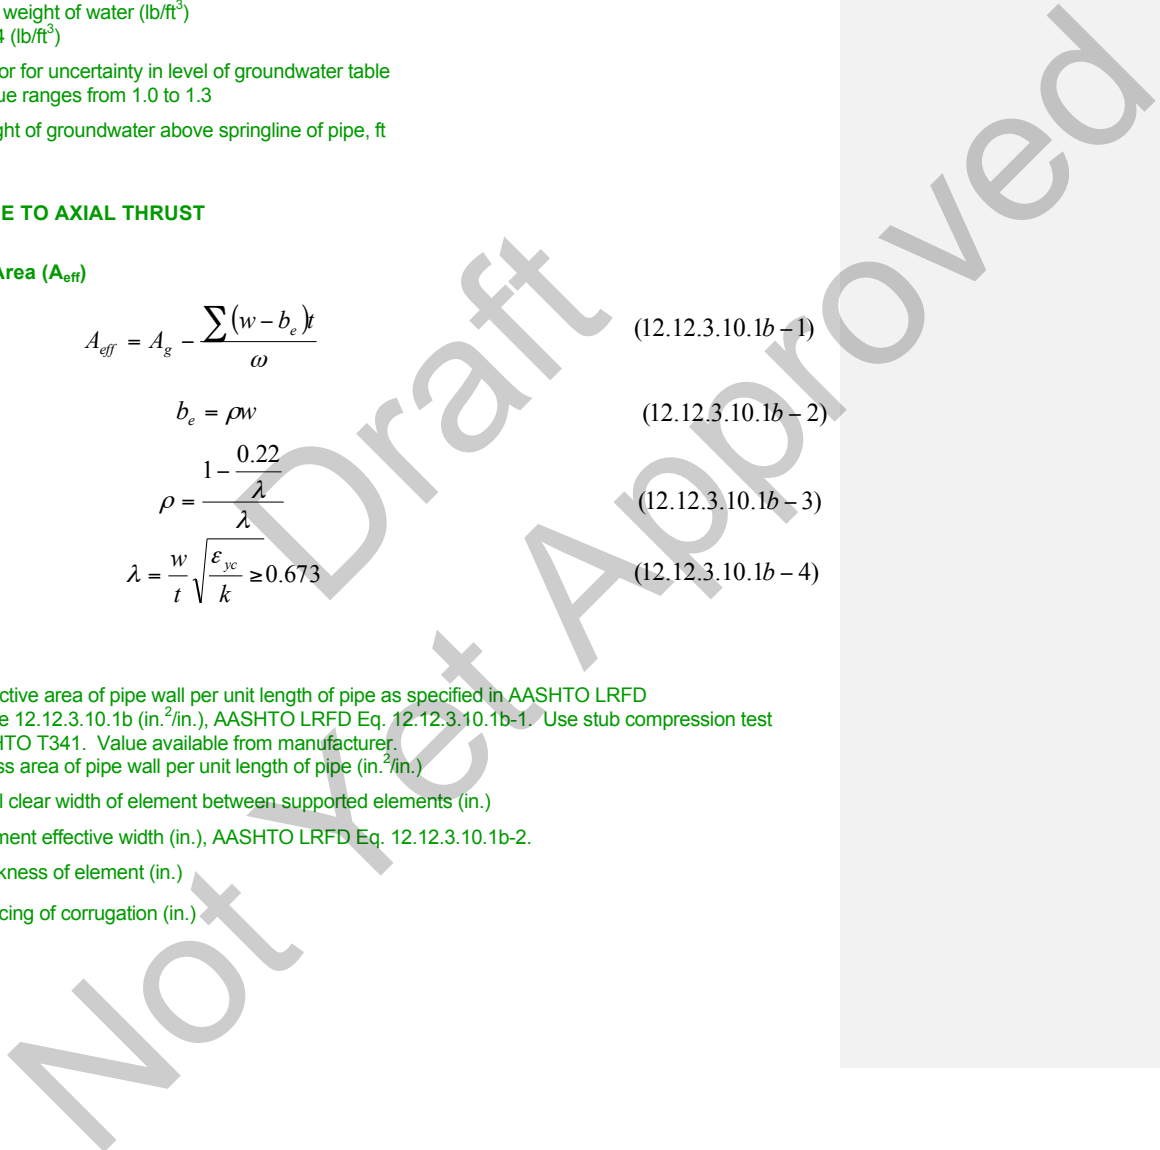 weight of water (lb/ft³)
4 (lb/ft³)
or for uncertainty in level of groundwater table
ue ranges from 1.0 to 1.3
ght of groundwater above springline of pipe, ft
E TO AXIAL THRUST
Area (A_eff)
A_eff = A_g − ∑(w − b_e)t / ω (12.12.3.10.1b − 1)
b_e = ρw (12.12.3.10.1b − 2)
ρ = (1 − 0.22/λ) / λ (12.12.3.10.1b − 3)
λ = w/t √(ε_yc / k) ≥ 0.673 (12.12.3.10.1b − 4)
ctive area of pipe wall per unit length of pipe as specified in AASHTO LRFD
e 12.12.3.10.1b (in.²/in.), AASHTO LRFD Eq. 12.12.3.10.1b-1. Use stub compression test
HTO T341. Value available from manufacturer.
ss area of pipe wall per unit length of pipe (in.²/in.)
l clear width of element between supported elements (in.)
ment effective width (in.), AASHTO LRFD Eq. 12.12.3.10.1b-2.
kness of element (in.)
cing of corrugation (in.)
Draft
Not Yet Approved